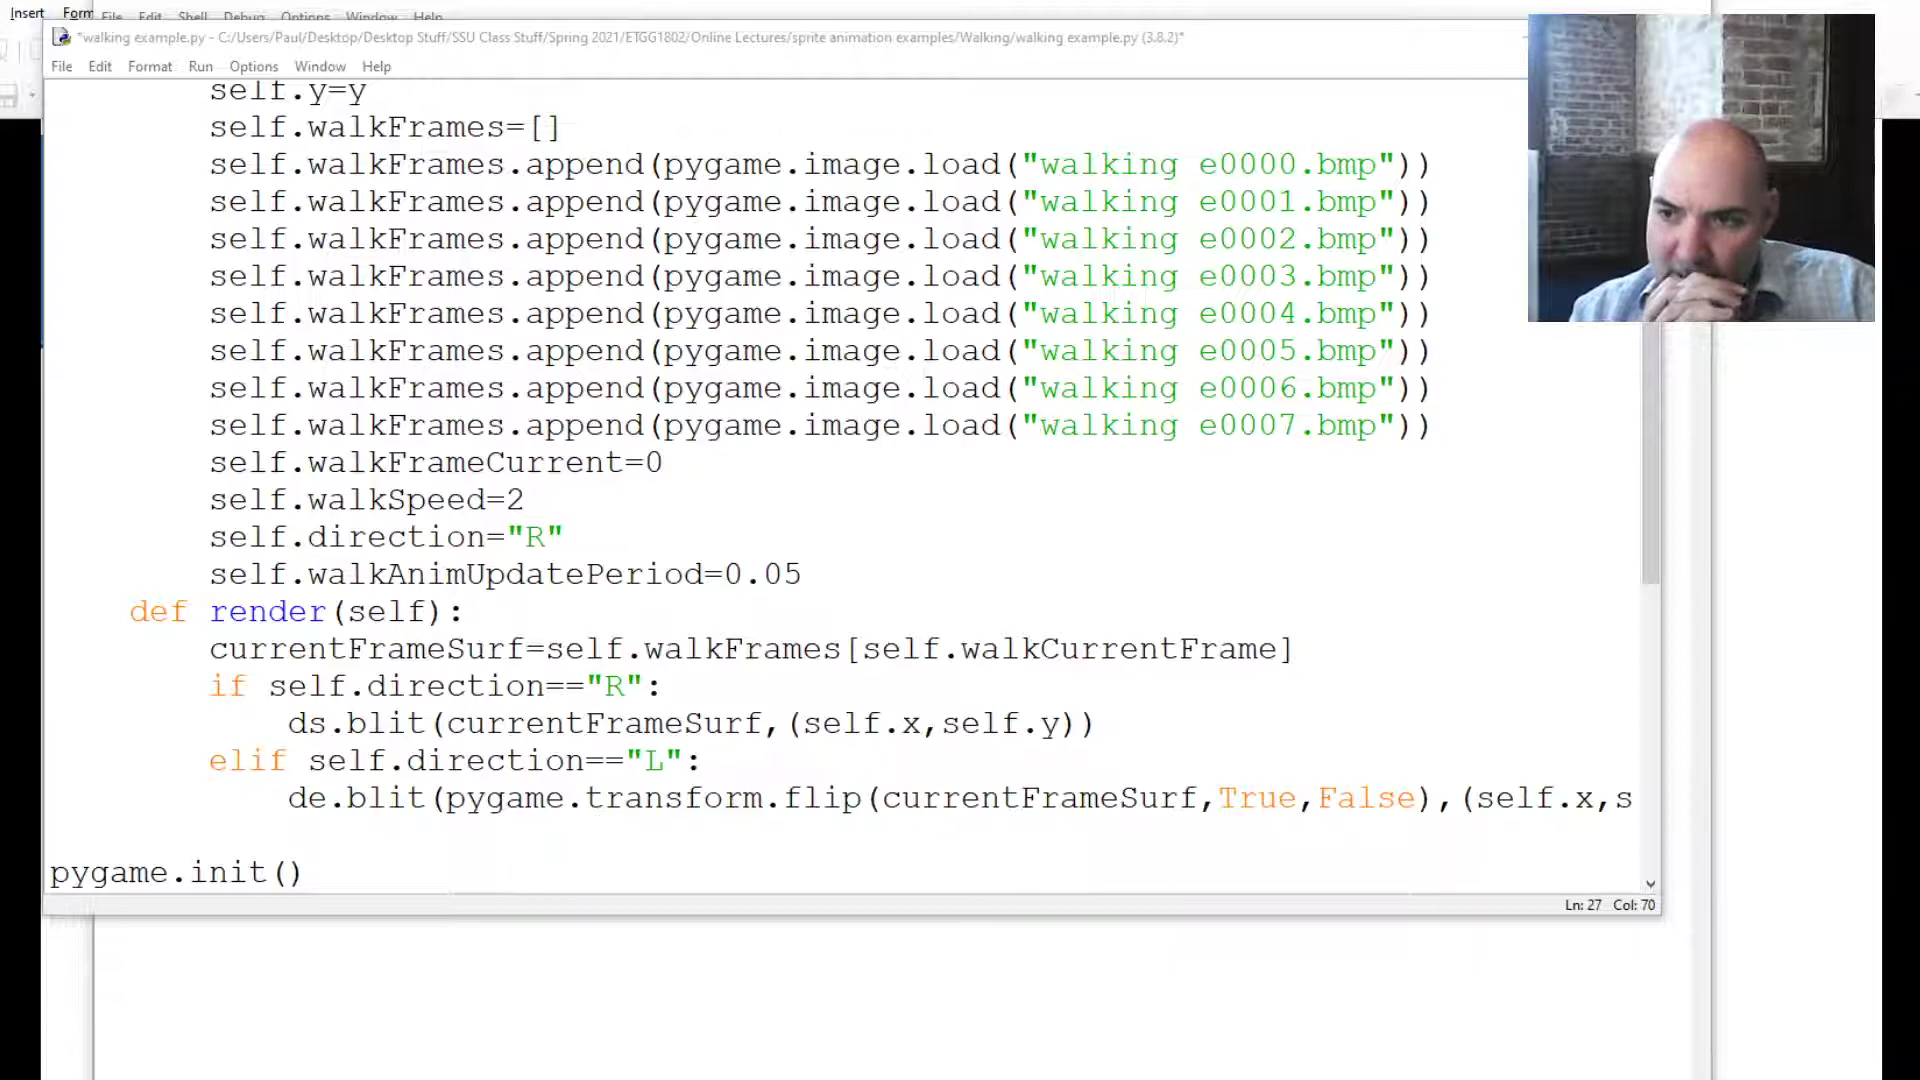 Insert Form File Edit Shell Debug Options Window Help
*walking example.py - C:/Users/Paul/Desktop/Desktop Stuff/SSU Class Stuff/Spring 2021/ETGG1802/Online Lectures/sprite animation examples/Walking/walking example.py (3.8.2)*
File Edit Format Run Options Window Help
self.y=y
self.walkFrames=[]
self.walkFrames.append(pygame.image.load("walking e0000.bmp"))
self.walkFrames.append(pygame.image.load("walking e0001.bmp"))
self.walkFrames.append(pygame.image.load("walking e0002.bmp"))
self.walkFrames.append(pygame.image.load("walking e0003.bmp"))
self.walkFrames.append(pygame.image.load("walking e0004.bmp"))
self.walkFrames.append(pygame.image.load("walking e0005.bmp"))
self.walkFrames.append(pygame.image.load("walking e0006.bmp"))
self.walkFrames.append(pygame.image.load("walking e0007.bmp"))
self.walkFrameCurrent=0
self.walkSpeed=2
self.direction="R"
self.walkAnimUpdatePeriod=0.05
def render(self):
currentFrameSurf=self.walkFrames[self.walkCurrentFrame]
if self.direction=="R":
ds.blit(currentFrameSurf,(self.x,self.y))
elif self.direction=="L":
de.blit(pygame.transform.flip(currentFrameSurf,True,False),(self.x,s
pygame.init()
Ln: 27 Col: 70